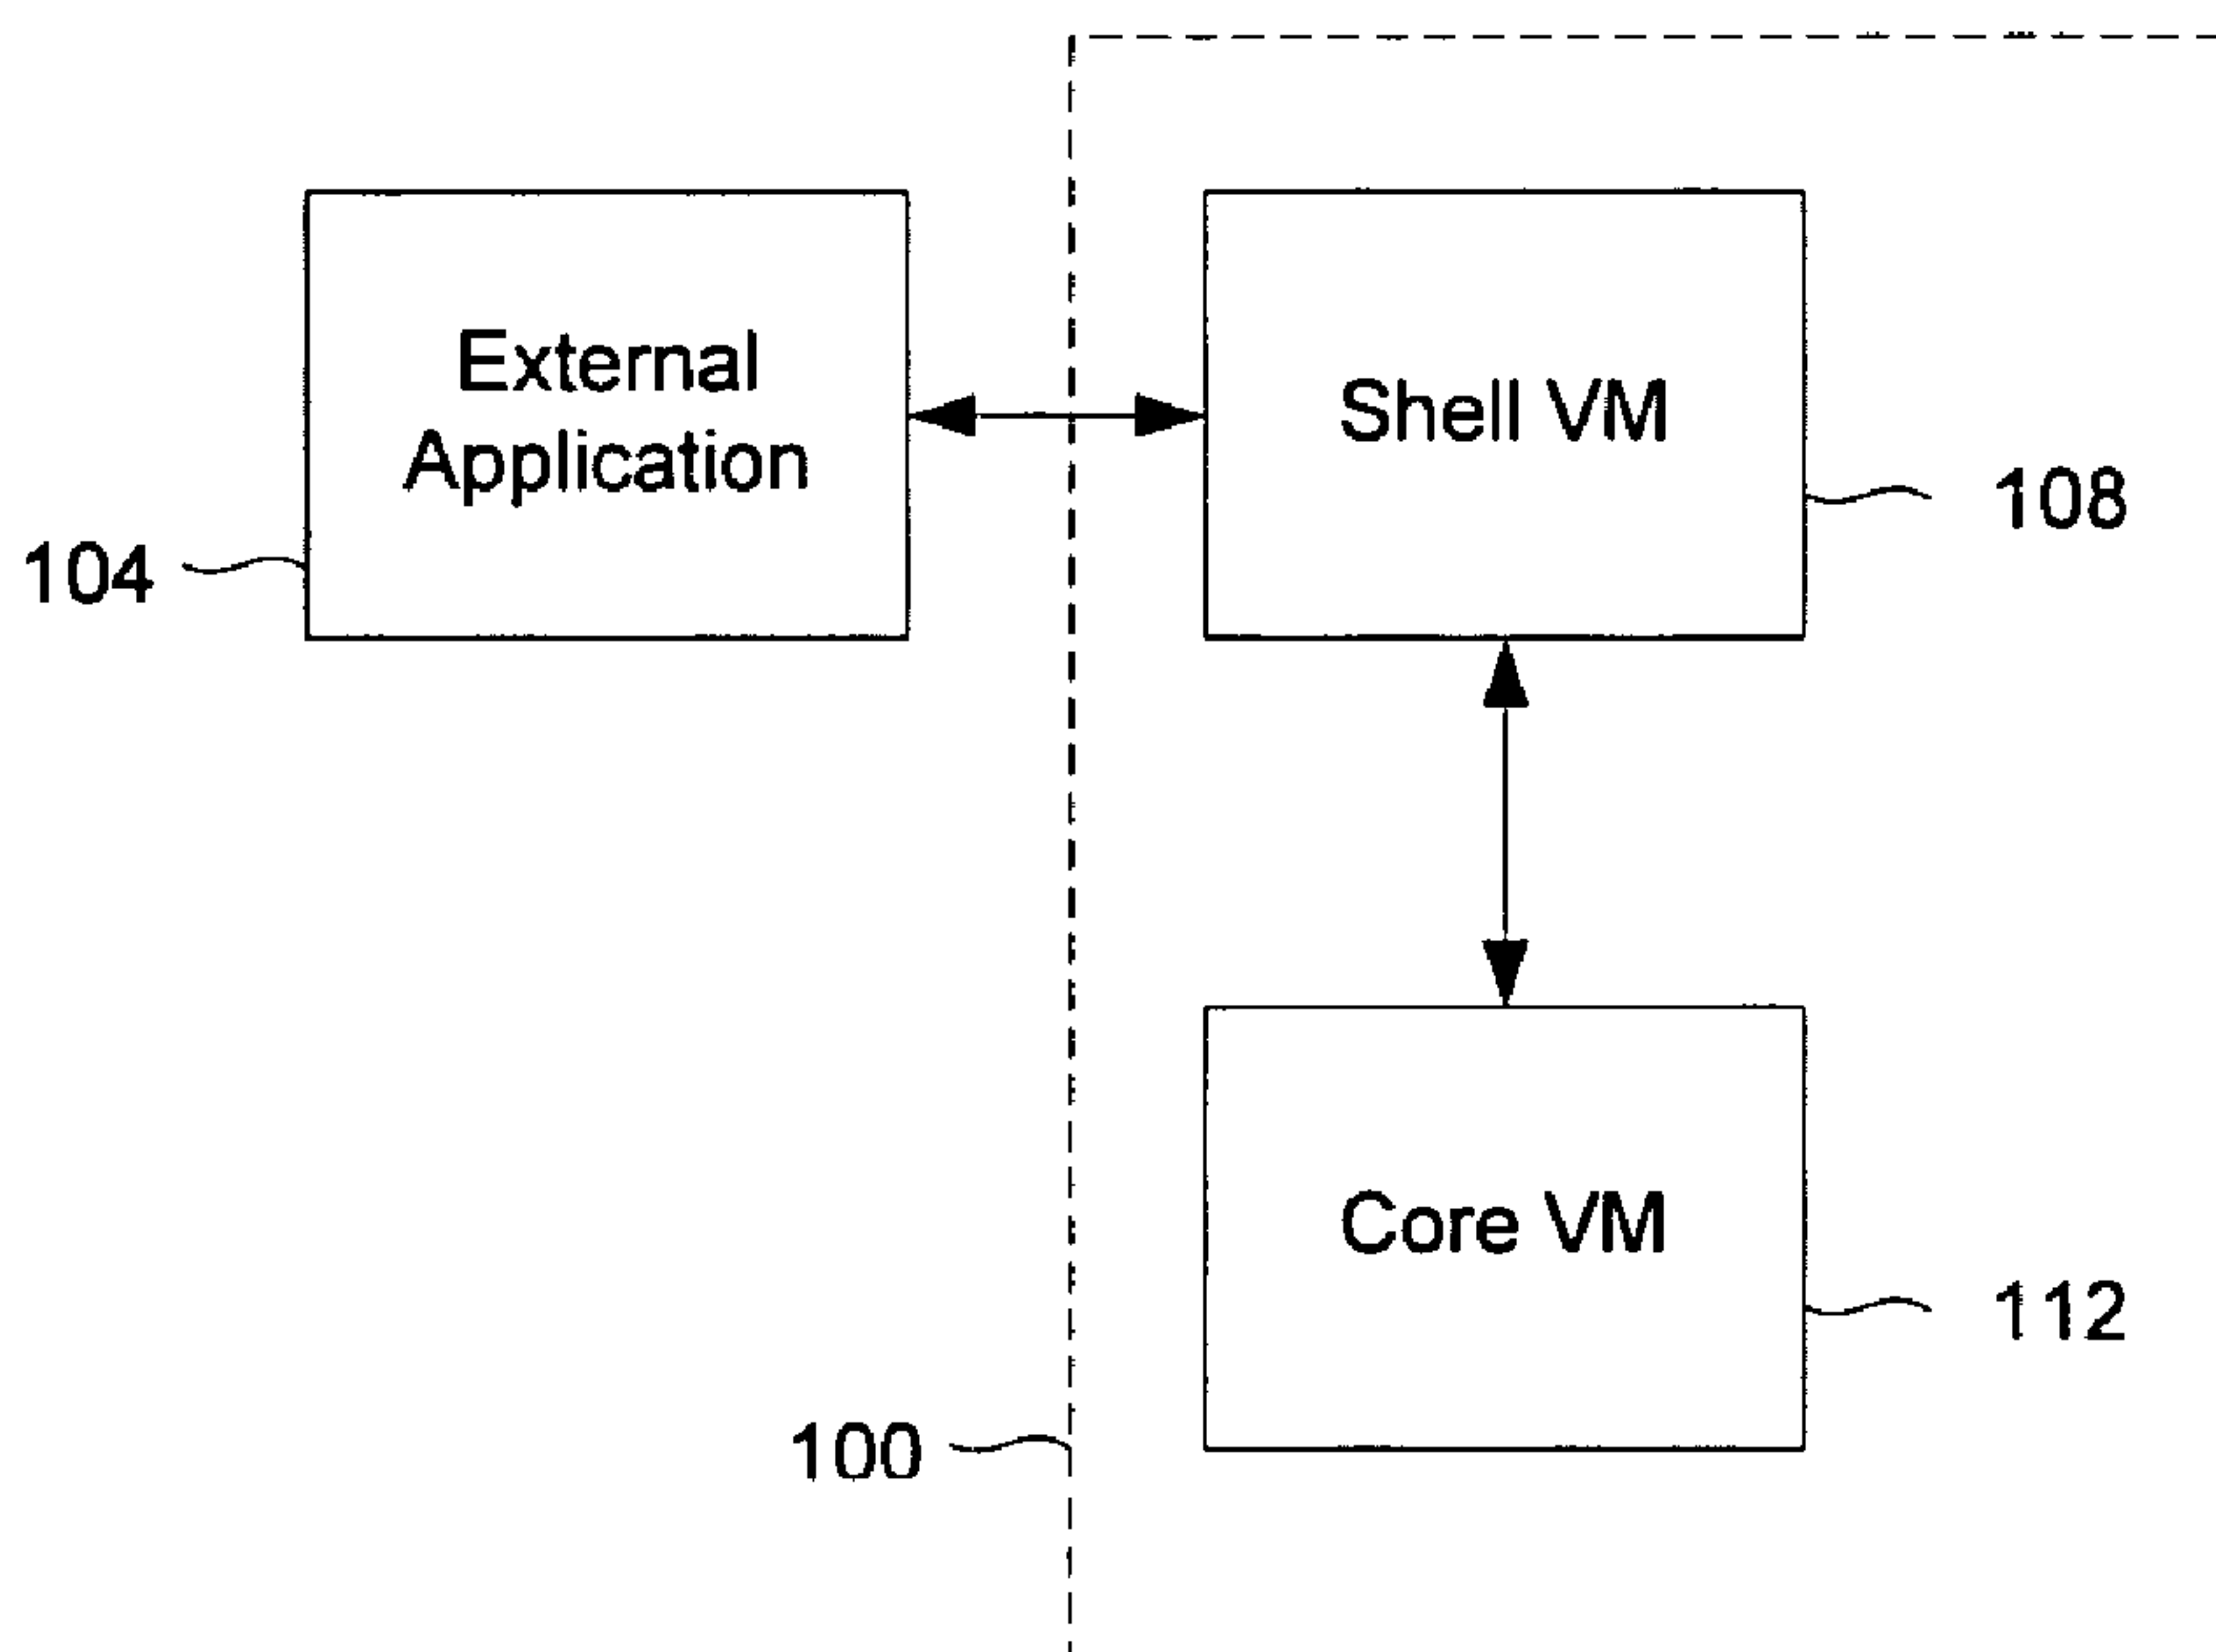 External
Application
Shell VM
108
104
Core VM
112
100